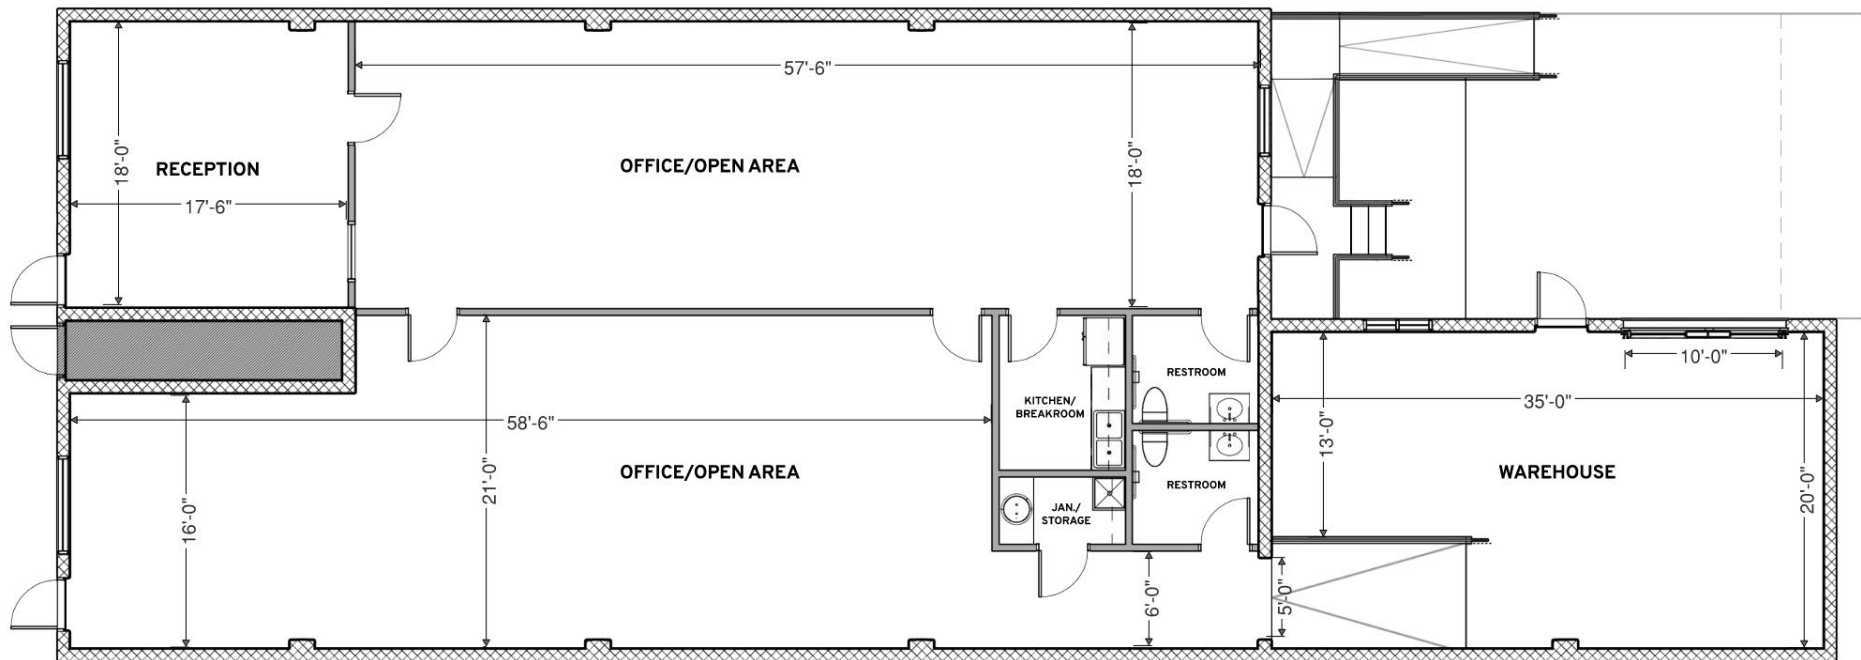 57'-6"
18'-0"
RECEPTION
OFFICE/OPEN AREA
18'-0"
17'-6"
10'-0"
RESTROOM
KITCHEN/
BREAKROOM
58'-6"
35'-0"
13'-0"
21'-0"
16'-0"
OFFICE/OPEN AREA
RESTROOM
WAREHOUSE
20'-0"
JAN./
STORAGE
6'-0"
5'-0"